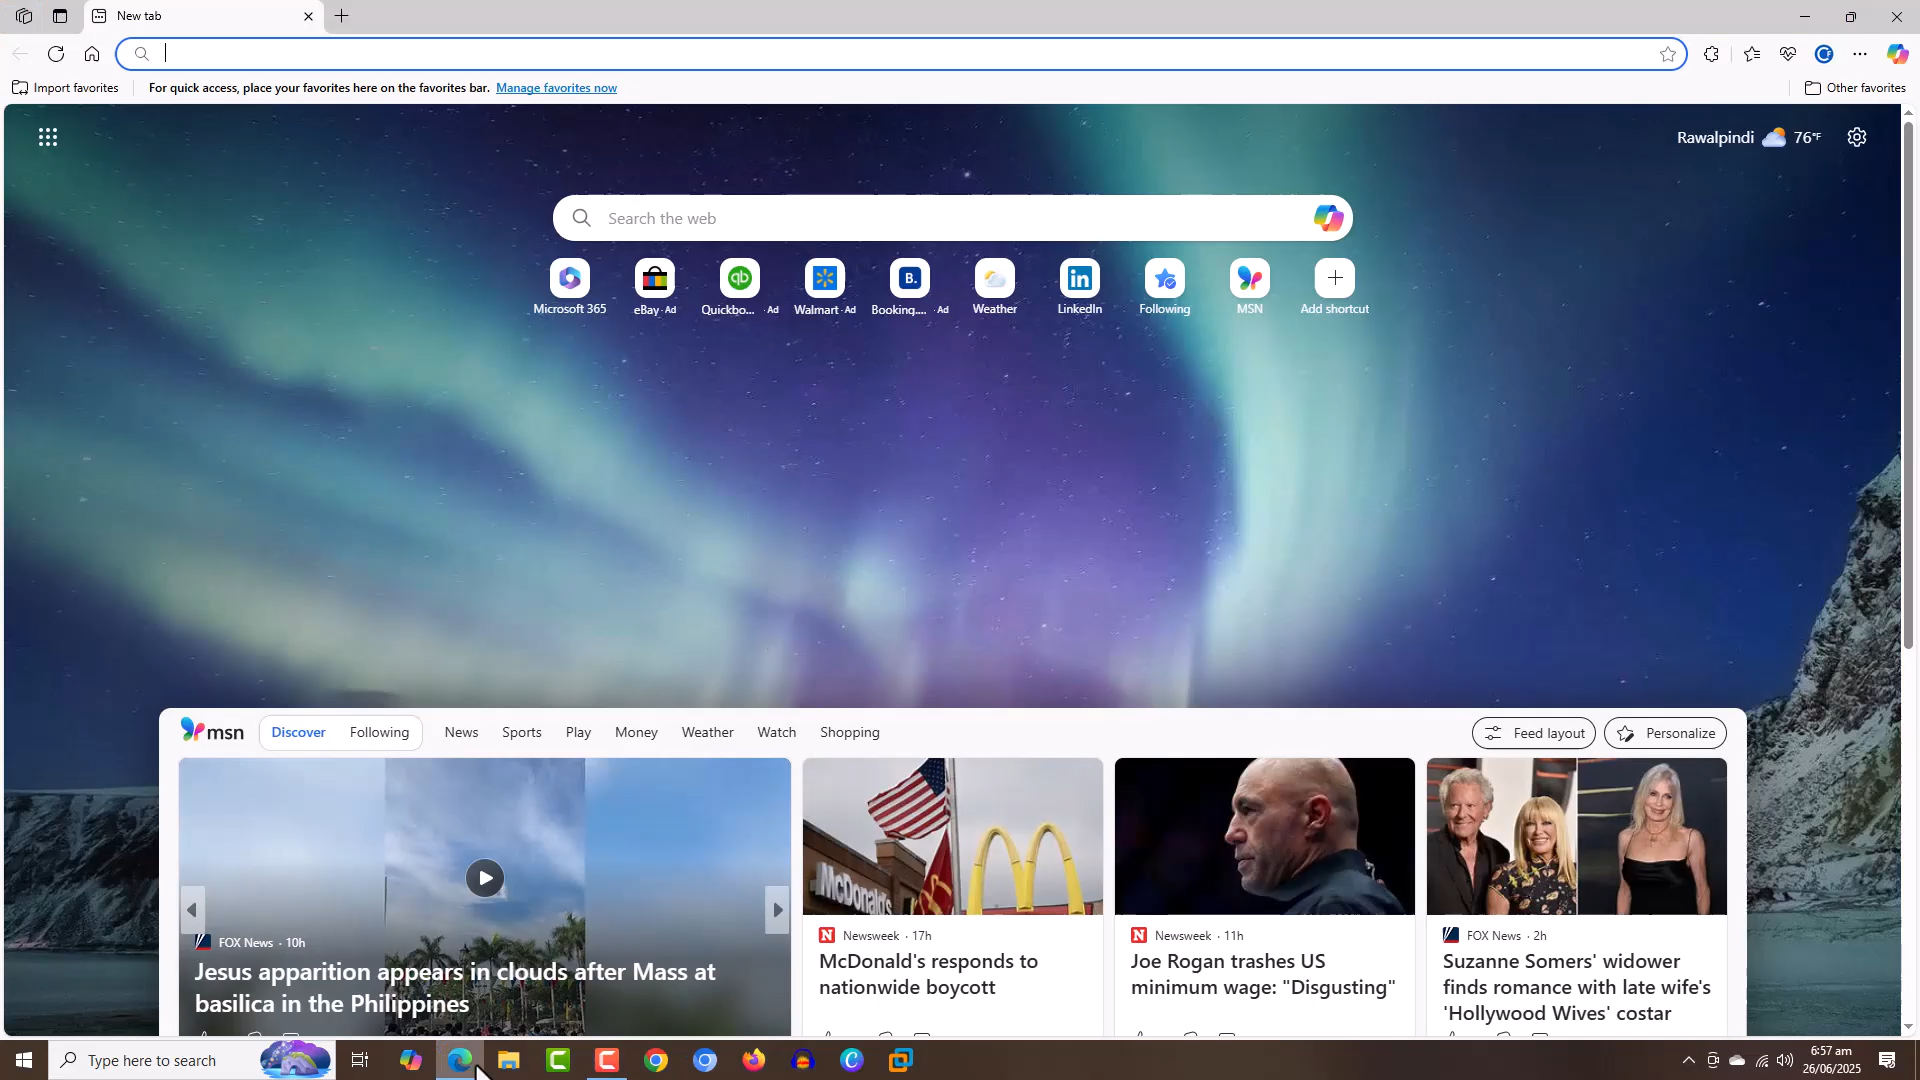 New tab
Import favorites
For quick access, place your favorites here on the favorites bar. Manage favorites now
Other favorites
Rawalpindi 76°F
Search the web
Microsoft 365
eBay · Ad
Quickbo... · Ad
Walmart · Ad
Booking.... · Ad
Weather
LinkedIn
Following
MSN
Add shortcut
msn
Discover
Following
News
Sports
Play
Money
Weather
Watch
Shopping
Feed layout
Personalize
FOX News · 10h
Jesus apparition appears in clouds after Mass at
basilica in the Philippines
McDonald's
Newsweek · 17h
McDonald's responds to
nationwide boycott
Newsweek · 11h
Joe Rogan trashes US
minimum wage: "Disgusting"
FOX News · 2h
Suzanne Somers' widower
finds romance with late wife's
'Hollywood Wives' costar
Type here to search
6:57 am
26/06/2025